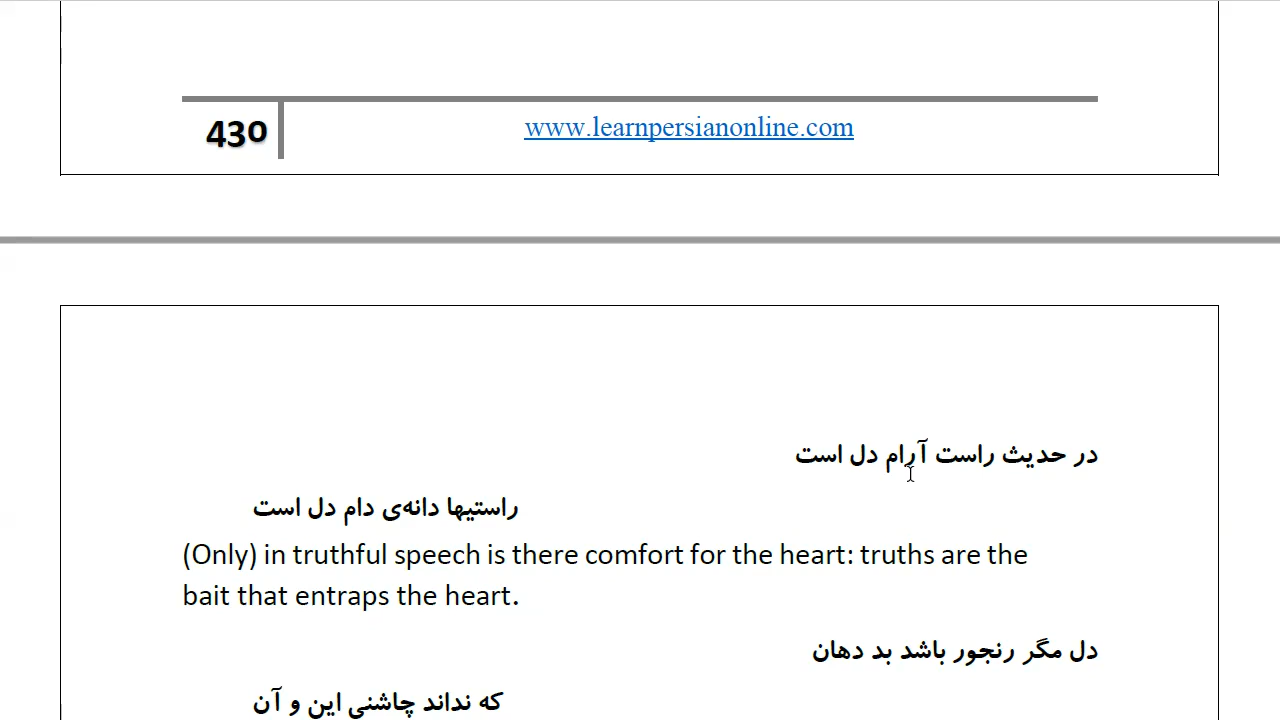 430
www.learnpersianonline.com
در حدیث راست آرام دل است
راستیها دانه‌ی دام دل است
(Only) in truthful speech is there comfort for the heart: truths are the
bait that entraps the heart.
دل مگر رنجور باشد بد دهان
که نداند چاشنی این و آن